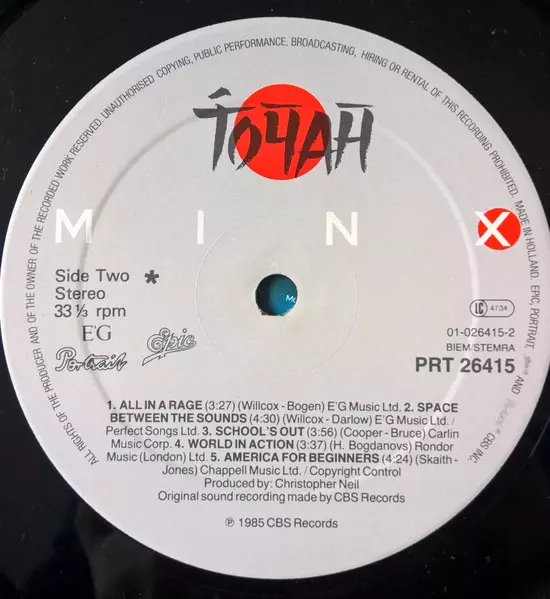 ALL RIGHTS OF THE PRODUCER AND OF THE OWNER OF THE RECORDED WORK RESERVED. UNAUTHORISED COPYING, PUBLIC PERFORMANCE. BROADCASTING, HIRING OR RENTAL OF THIS RECORDING PROHIBITED. MADE IN HOLLAND. EPIC, PORTRAIT, AND CBS INC.
TOYAH
MINX
Side Two *
Stereo
33⅓ rpm
E'G
Portrait Epic
LC 4734
01-026415-2
BIEM/STEMRA
PRT 26415
1. ALL IN A RAGE (3:27) (Willcox - Bogen) E'G Music Ltd. 2. SPACE
BETWEEN THE SOUNDS (4:30) (Willcox - Darlow) E'G Music Ltd. /
Perfect Songs Ltd. 3. SCHOOL'S OUT (3:56) (Cooper - Bruce) Carlin
Music Corp. 4. WORLD IN ACTION (3:37) (H. Bogdanovs) Rondor
Music (London) Ltd. 5. AMERICA FOR BEGINNERS (4:24) (Skaith -
Jones) Chappell Music Ltd. / Copyright Control
Produced by: Christopher Neil
Original sound recording made by CBS Records
℗ 1985 CBS Records